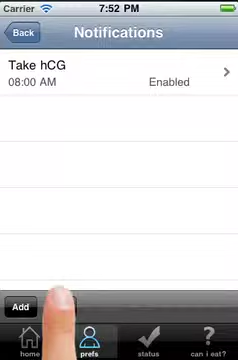 Carrier 7:52 PM
Back Notifications
Take hCG
08:00 AM Enabled
Add
home prefs status can i eat?